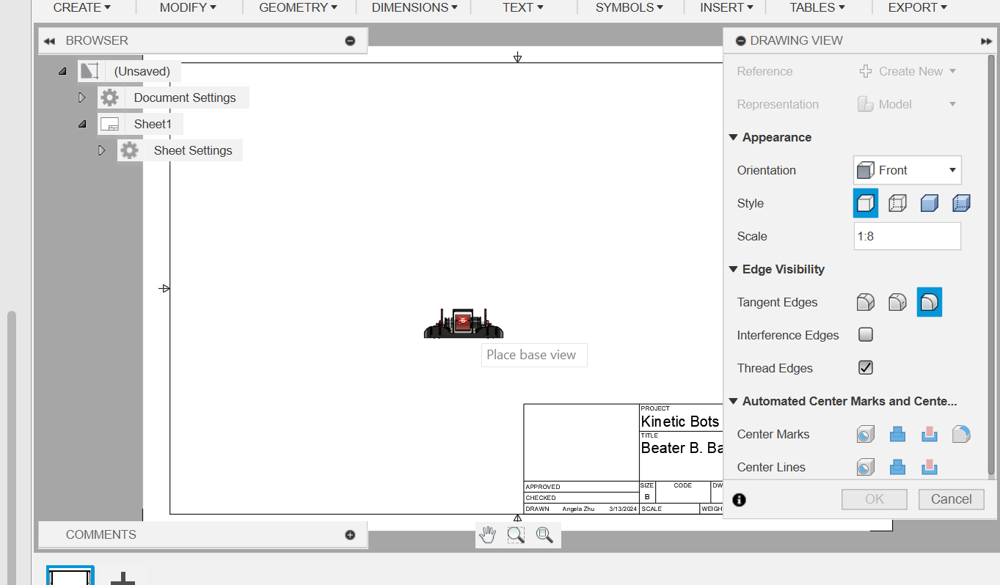 CREATE
MODIFY
GEOMETRY
DIMENSIONS
TEXT
SYMBOLS
INSERT
TABLES
EXPORT
BROWSER
(Unsaved)
Document Settings
Sheet1
Sheet Settings
Place base view
PROJECT
Kinetic Bots
TITLE
Beater B. Ba
APPROVED
CHECKED
DRAWN Angela Zhu 3/13/2024
SIZE
B
CODE
DW
SCALE
WEIGH
DRAWING VIEW
Reference Create New
Representation Model
Appearance
Orientation Front
Style
Scale 1:8
Edge Visibility
Tangent Edges
Interference Edges
Thread Edges
Automated Center Marks and Cente...
Center Marks
Center Lines
OK
Cancel
COMMENTS